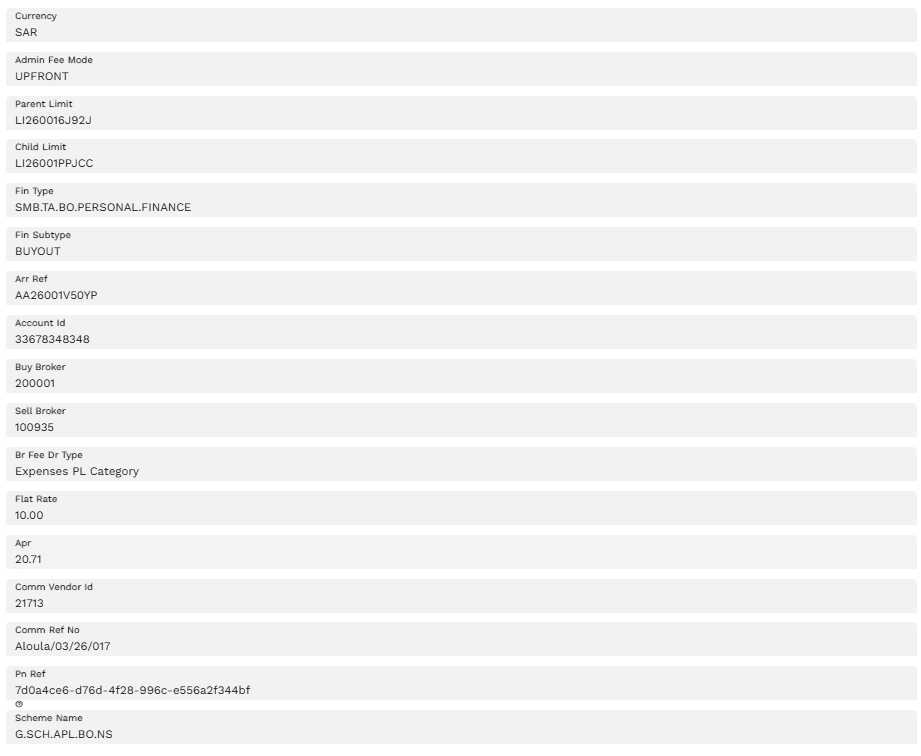 Currency
SAR
Admin Fee Mode
UPFRONT
Parent Limit
LI260016J92J
Child Limit
LI26001PPJCC
Fin Type
SMB.TA.BO.PERSONAL.FINANCE
Fin Subtype
BUYOUT
Arr Ref
AA26001V50YP
Account Id
33678348348
Buy Broker
200001
Sell Broker
100935
Br Fee Dr Type
Expenses PL Category
Flat Rate
10.00
Apr
20.71
Comm Vendor Id
21713
Comm Ref No
Aloula/03/26/017
Pn Ref
7d0a4ce6-d76d-4f28-996c-e556a2f344bf
Scheme Name
G.SCH.APL.BO.NS